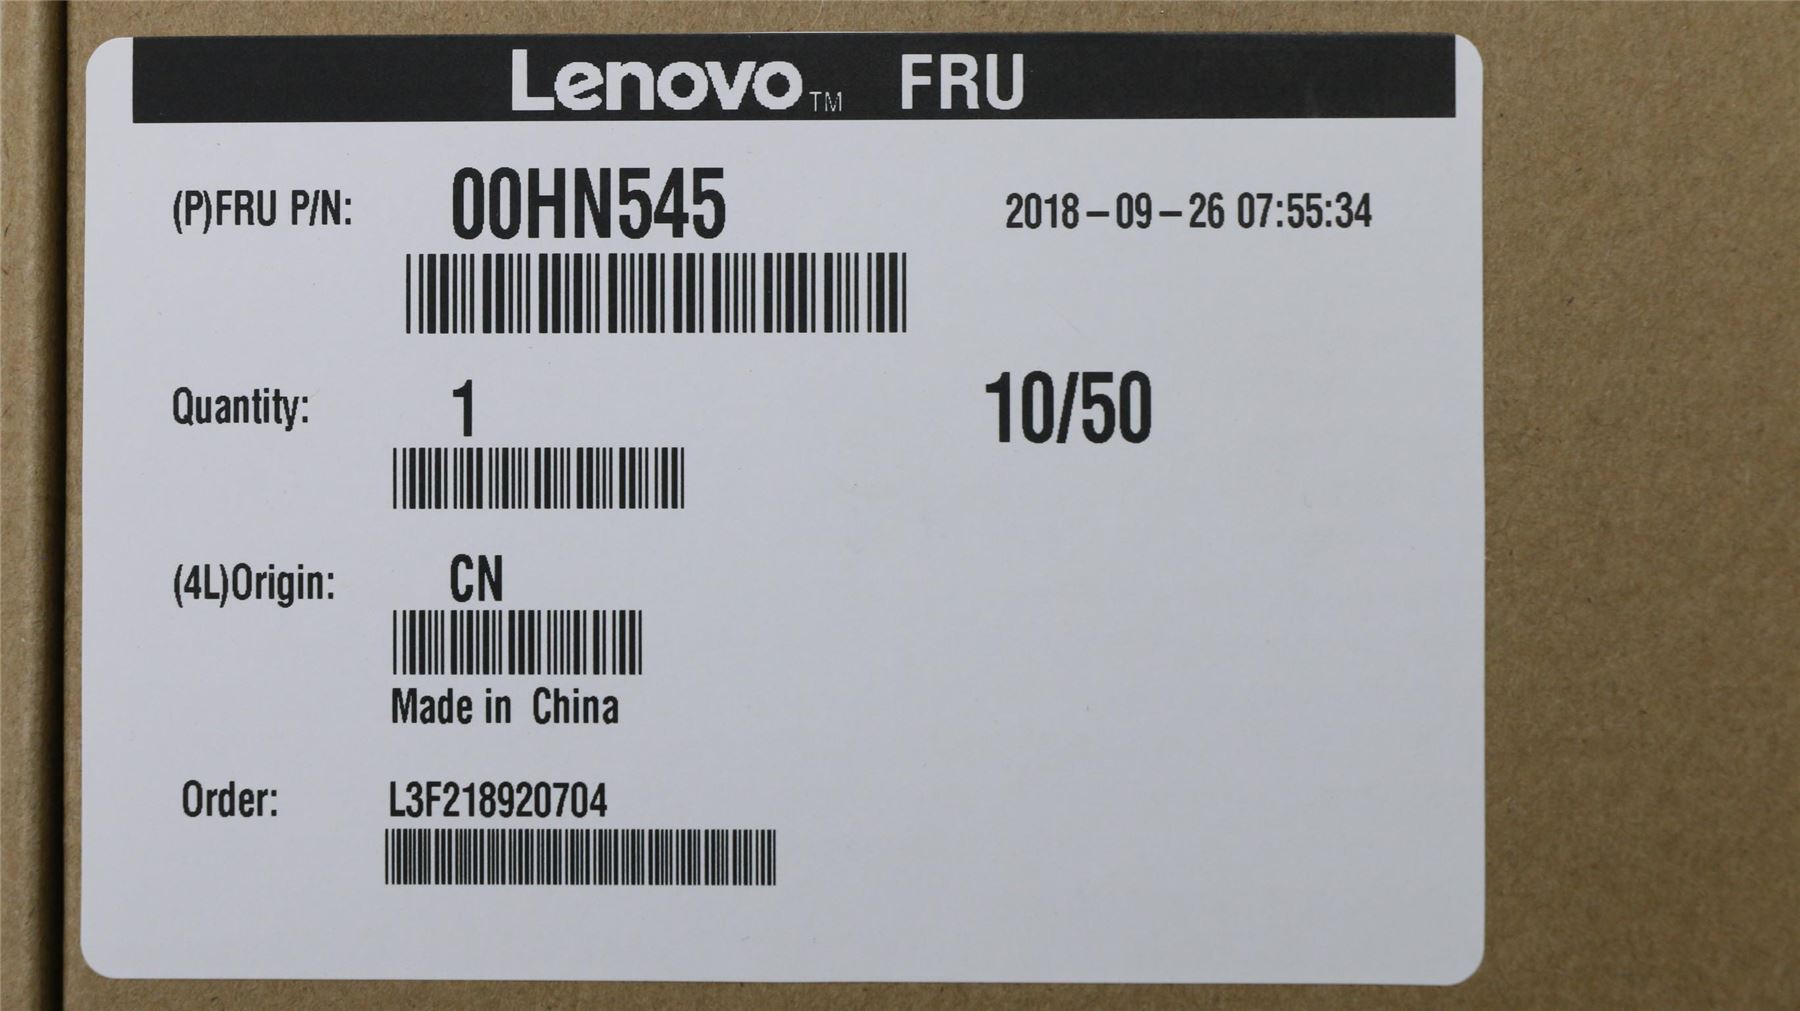 Lenovo™ FRU
(P)FRU P/N: 00HN545 2018-09-26 07:55:34
Quantity: 1 10/50
(4L)Origin: CN
Made in China
Order: L3F218920704